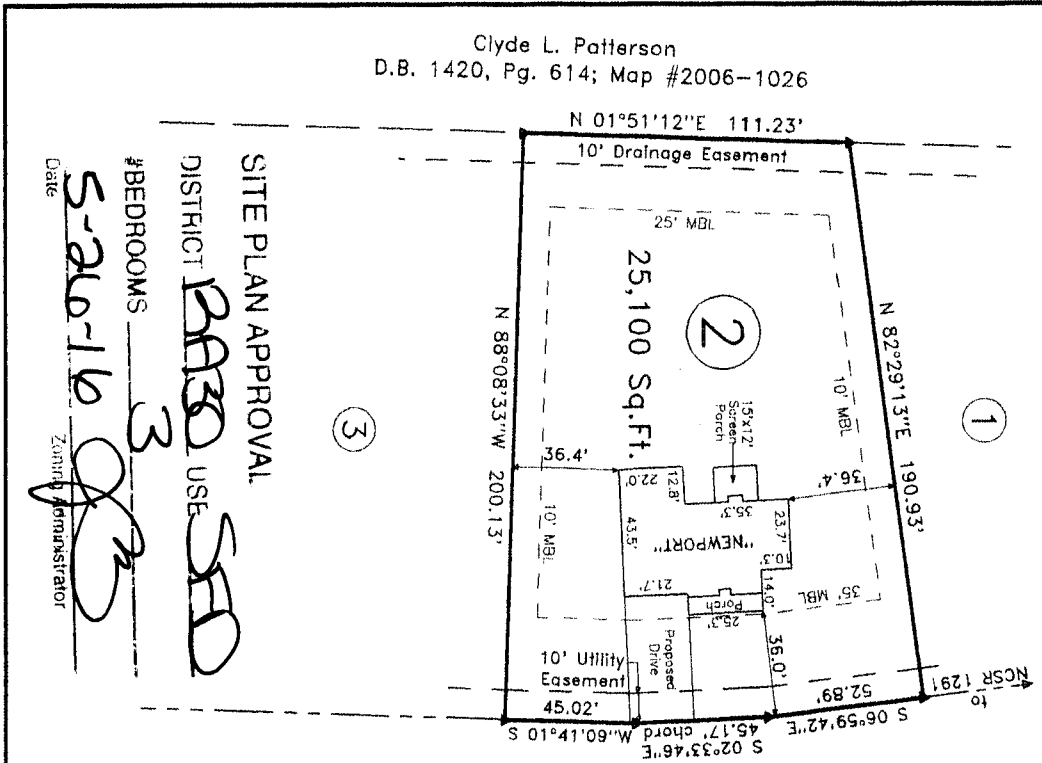 Clyde L. Patterson
D.B. 1420, Pg. 614; Map #2006-1026
N 01°51'12"E 111.23'
10' Drainage Easement
25' MBL
25,100 Sq.Ft.
2
N 82°29'13"E 190.93'
10' MBL
1
N 88°08'33"W 200.13'
SITE PLAN APPROVAL
DISTRICT RA30 USE SFD
#BEDROOMS 3
5-26-16
Date
Zoning Administrator
3
15'x12'
Screen
Porch
36.4'
22.0'
12.8'
35.3'
36.4'
23.7'
43.5'
"NEWPORT"
10.3'
10' MBL
21.7'
14.0'
Porch
25.3'
35' MBL
Proposed
Drive
36.0'
10' Utility
Easement
45.02'
S 01°41'09"W
45.17' chord
S 02°33'46"E
52.89'
S 06°59'42"E
to
NCSR 1291